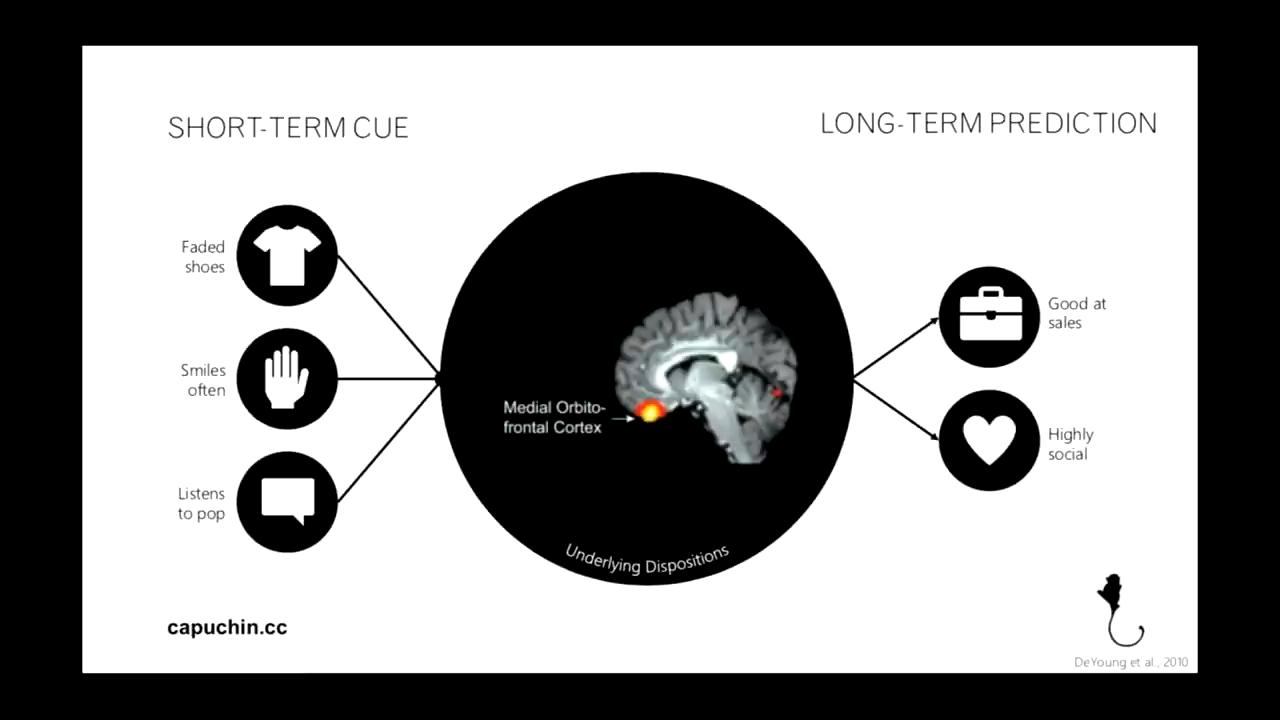 SHORT-TERM CUE
LONG-TERM PREDICTION
Faded
shoes
Smiles
often
Listens
to pop
Medial Orbito-
frontal Cortex
Underlying Dispositions
Good at
sales
Highly
social
capuchin.cc
DeYoung et al., 2010